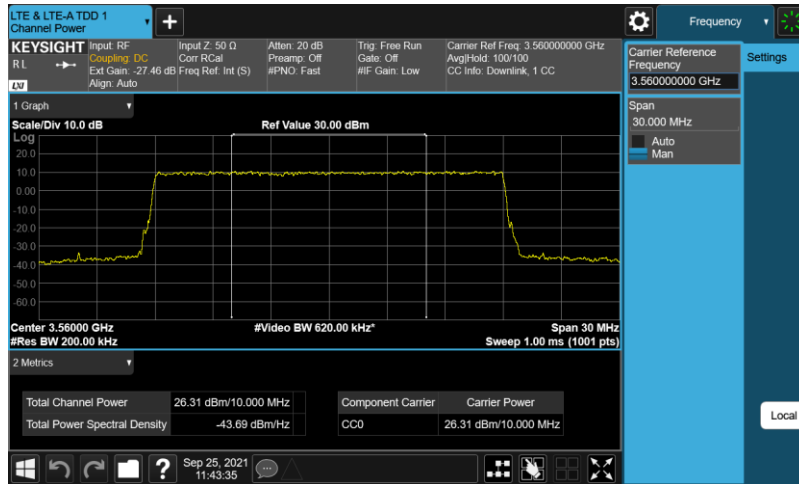 LTE & LTE-A TDD 1
Channel Power
+
Frequency
KEYSIGHT
R L
LXI
Input: RF
Coupling: DC
Ext Gain: -27.46 dB
Align: Auto
Input Z: 50 Ω
Corr RCal
Freq Ref: Int (S)
Atten: 20 dB
Preamp: Off
#PNO: Fast
Trig: Free Run
Gate: Off
#IF Gain: Low
Carrier Ref Freq: 3.560000000 GHz
Avg|Hold: 100/100
CC Info: Downlink, 1 CC
Carrier Reference
Frequency
3.560000000 GHz
Settings
Span
30.000 MHz
Auto
Man
1 Graph
Scale/Div 10.0 dB
Ref Value 30.00 dBm
Log
20.0
10.0
0.00
-10.0
-20.0
-30.0
-40.0
-50.0
-60.0
Center 3.56000 GHz
#Video BW 620.00 kHz*
Span 30 MHz
#Res BW 200.00 kHz
Sweep 1.00 ms (1001 pts)
2 Metrics
Total Channel Power 26.31 dBm/10.000 MHz
Total Power Spectral Density -43.69 dBm/Hz
Component Carrier Carrier Power
CC0 26.31 dBm/10.000 MHz
Local
?
Sep 25, 2021
11:43:35